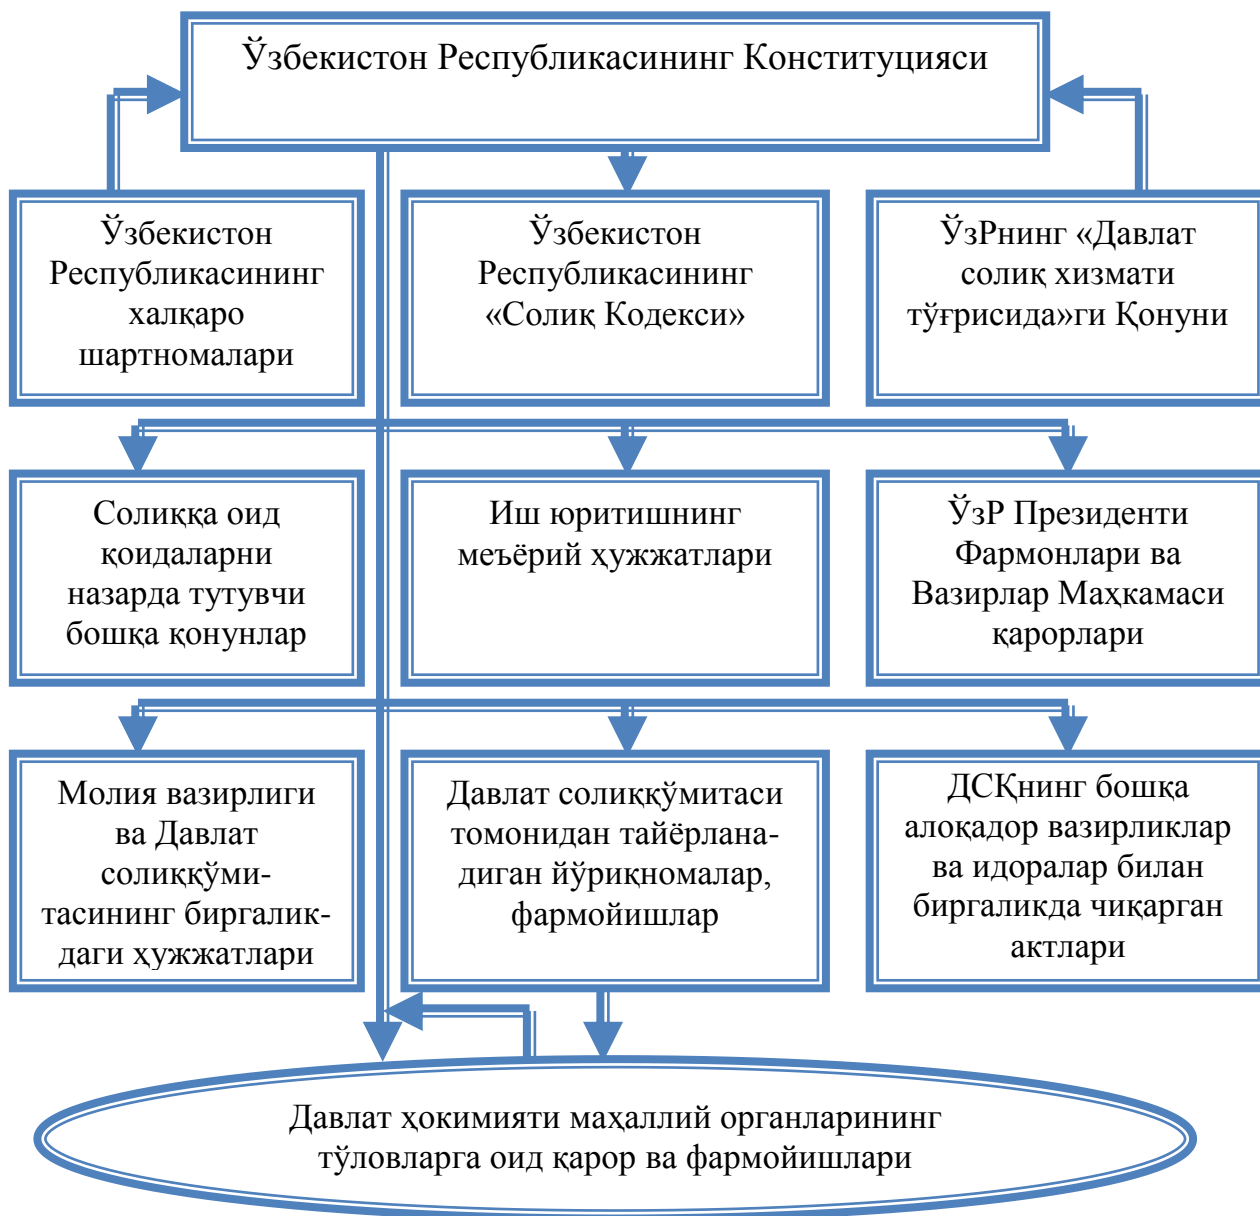 Ўзбекистон Республикасининг Конституцияси
Ўзбекистон
Республикасининг
халқаро
шартномалари
Ўзбекистон
Республикасининг
«Солиқ Кодекси»
ЎзРнинг «Давлат
солиқ хизмати
тўғрисида»ги Қонуни
Солиққа оид
қоидаларни
назарда тутувчи
бошқа қонунлар
Иш юритишнинг
меъёрий ҳужжатлари
ЎзР Президенти
Фармонлари ва
Вазирлар Маҳкамаси
қарорлари
Молия вазирлиги
ва Давлат
солиққўми-
тасининг биргалик-
даги ҳужжатлари
Давлат солиққўмитаси
томонидан тайёрлана-
диган йўриқномалар,
фармойишлар
ДСҚнинг бошқа
алоқадор вазирликлар
ва идоралар билан
биргаликда чиқарган
актлари
Давлат ҳокимияти маҳаллий органларининг
тўловларга оид қарор ва фармойишлари